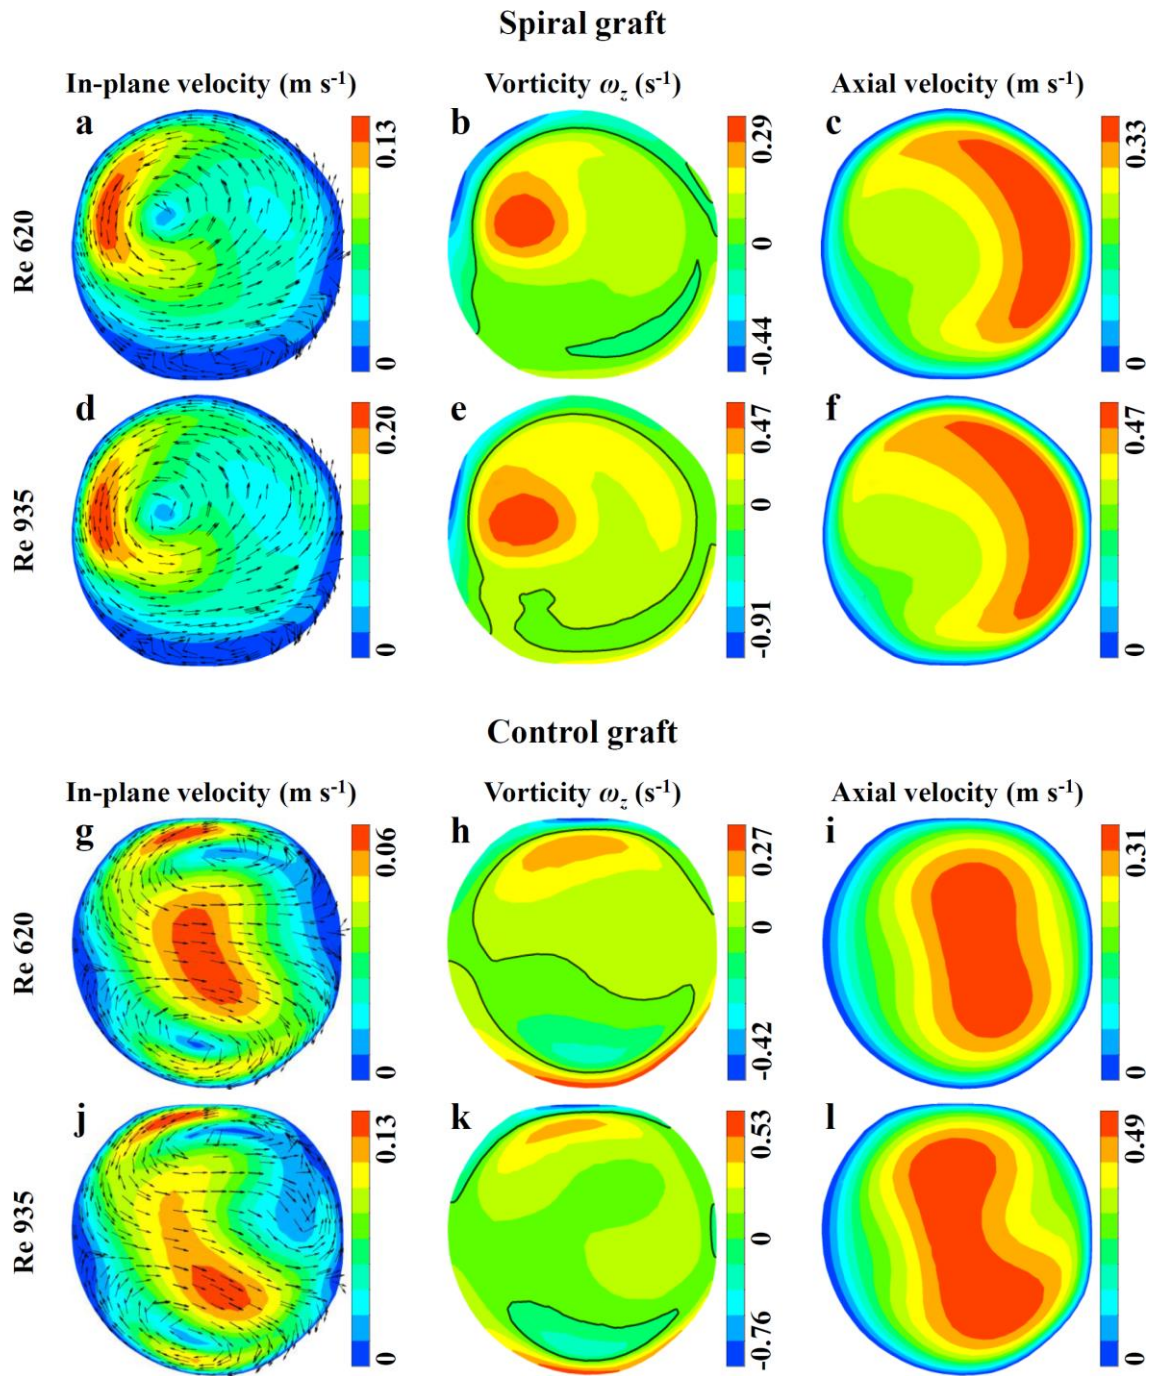 Spiral graft
In-plane velocity (m s⁻¹)
Vorticity ω_z (s⁻¹)
Axial velocity (m s⁻¹)
Re 620
a
0.13
0
b
0.29
0
-0.44
c
0.33
0
Re 935
d
0.20
0
e
0.47
0
-0.91
f
0.47
0
Control graft
In-plane velocity (m s⁻¹)
Vorticity ω_z (s⁻¹)
Axial velocity (m s⁻¹)
Re 620
g
0.06
0
h
0.27
0
-0.42
i
0.31
0
Re 935
j
0.13
0
k
0.53
0
-0.76
l
0.49
0